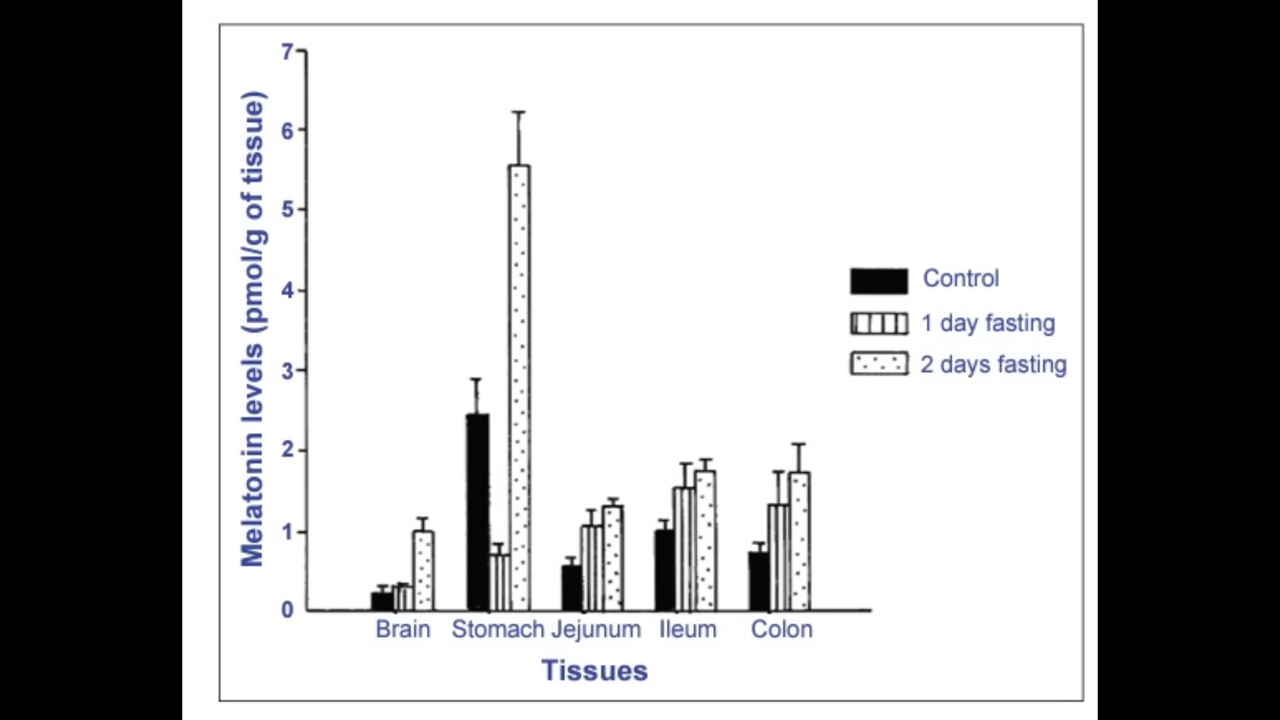 Melatonin levels (pmol/g of tissue)
7
6
5
4
3
2
1
0
Brain Stomach Jejunum Ileum Colon
Tissues
Control
1 day fasting
2 days fasting